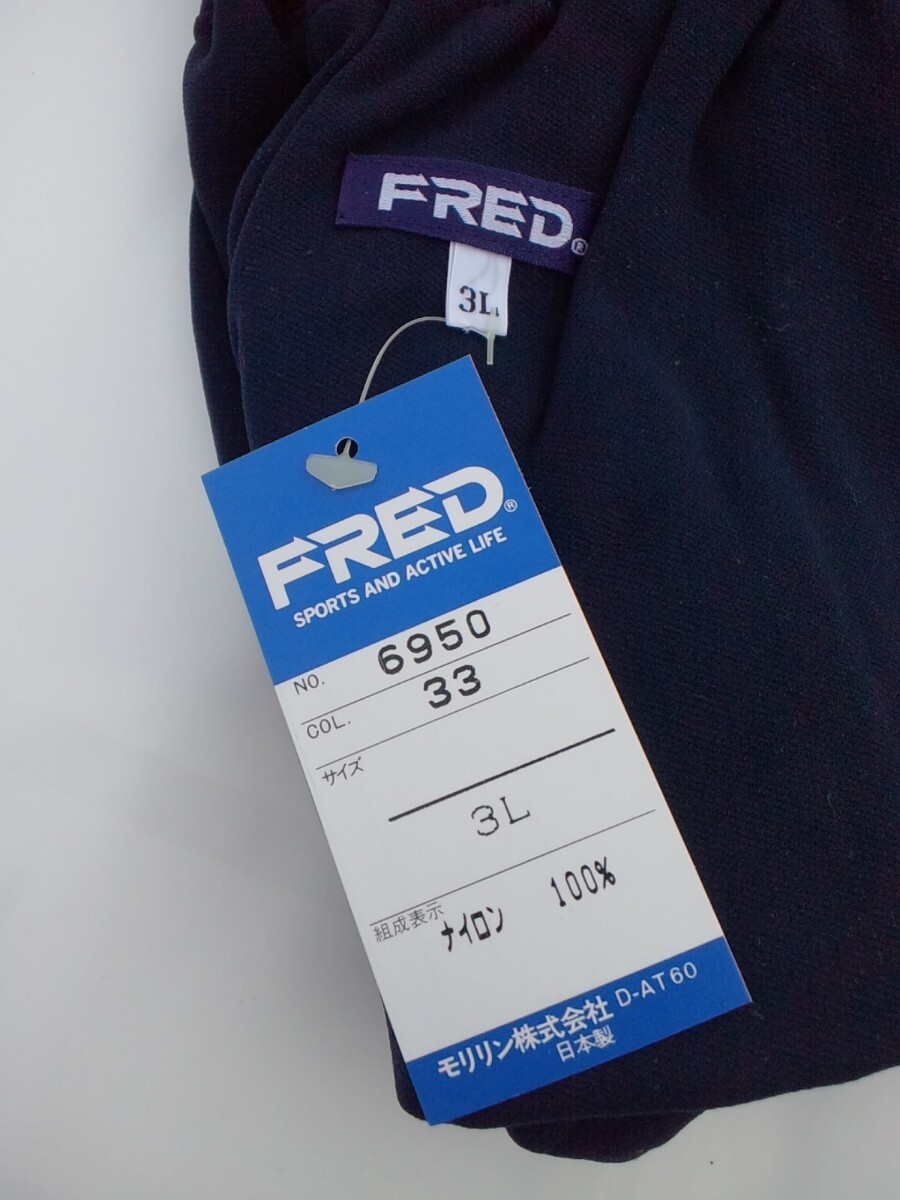 FRED®
3L
FRED®
SPORTS AND ACTIVE LIFE
NO. 6950
COL. 33
サイズ
3L
組成表示
ナイロン 100%
モリリン株式会社 D-AT60
日本製